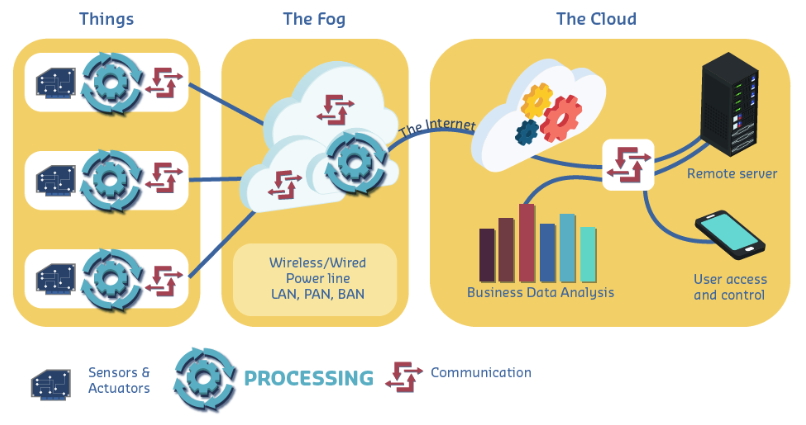 Things
The Fog
The Cloud
The Internet
Wireless/Wired
Power line
LAN, PAN, BAN
Remote server
Business Data Analysis
User access
and control
Sensors &
Actuators
PROCESSING
Communication